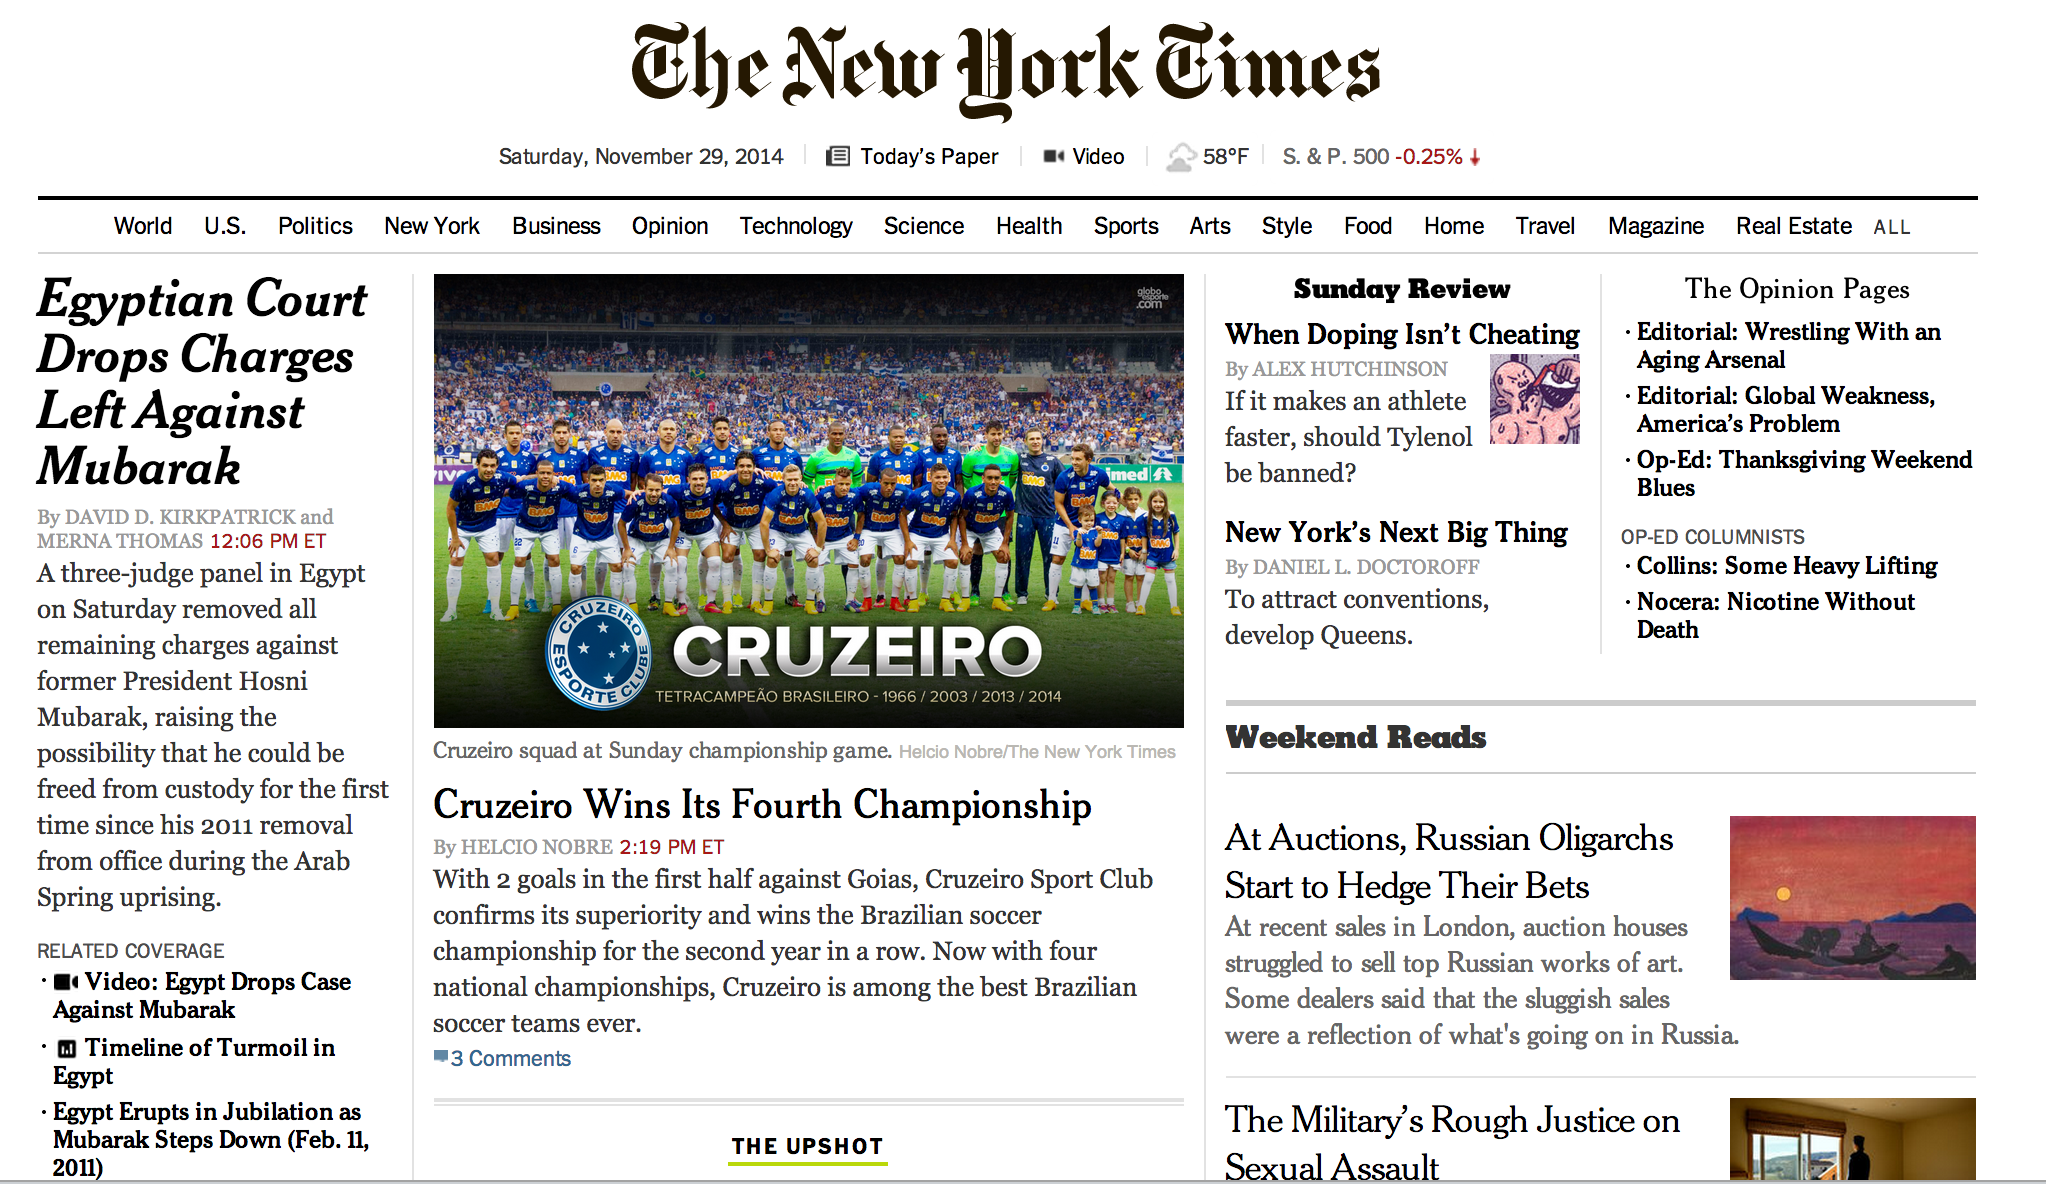 The New York Times
Saturday, November 29, 2014
Today's Paper
Video
58°F
S. & P. 500 -0.25%
World U.S. Politics New York Business Opinion Technology Science Health Sports Arts Style Food Home Travel Magazine Real Estate ALL
Egyptian Court
Drops Charges
Left Against
Mubarak
By DAVID D. KIRKPATRICK and
MERNA THOMAS 12:06 PM ET
A three-judge panel in Egypt
on Saturday removed all
remaining charges against
former President Hosni
Mubarak, raising the
possibility that he could be
freed from custody for the first
time since his 2011 removal
from office during the Arab
Spring uprising.
RELATED COVERAGE
· Video: Egypt Drops Case
Against Mubarak
· Timeline of Turmoil in
Egypt
· Egypt Erupts in Jubilation as
Mubarak Steps Down (Feb. 11,
2011)
globo
esporte
.com
VIVO
imed
BMG
CRUZEIRO
ESPORTE CLUBE
CRUZEIRO
TETRACAMPEÃO BRASILEIRO - 1966 / 2003 / 2013 / 2014
Cruzeiro squad at Sunday championship game. Helcio Nobre/The New York Times
Cruzeiro Wins Its Fourth Championship
By HELCIO NOBRE 2:19 PM ET
With 2 goals in the first half against Goias, Cruzeiro Sport Club
confirms its superiority and wins the Brazilian soccer
championship for the second year in a row. Now with four
national championships, Cruzeiro is among the best Brazilian
soccer teams ever.
3 Comments
THE UPSHOT
Sunday Review
When Doping Isn't Cheating
By ALEX HUTCHINSON
If it makes an athlete
faster, should Tylenol
be banned?
New York's Next Big Thing
By DANIEL L. DOCTOROFF
To attract conventions,
develop Queens.
The Opinion Pages
· Editorial: Wrestling With an
Aging Arsenal
· Editorial: Global Weakness,
America's Problem
· Op-Ed: Thanksgiving Weekend
Blues
OP-ED COLUMNISTS
· Collins: Some Heavy Lifting
· Nocera: Nicotine Without
Death
Weekend Reads
At Auctions, Russian Oligarchs
Start to Hedge Their Bets
At recent sales in London, auction houses
struggled to sell top Russian works of art.
Some dealers said that the sluggish sales
were a reflection of what's going on in Russia.
The Military's Rough Justice on
Sexual Assault